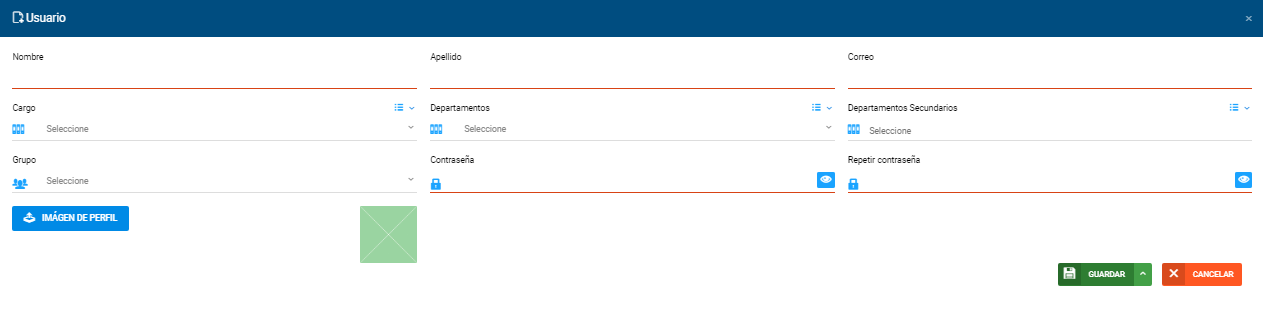 Usuario
×
Nombre
Apellido
Correo
Cargo
Departamentos
Departamentos Secundarios
Seleccione
Seleccione
Seleccione
Grupo
Contraseña
Repetir contraseña
Seleccione
IMÁGEN DE PERFIL
GUARDAR
CANCELAR